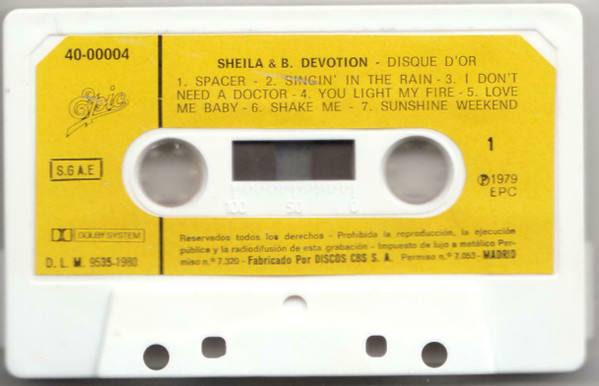 40-00004
SHEILA & B. DEVOTION - DISQUE D'OR
1. SPACER - 2. SINGIN' IN THE RAIN - 3. I DON'T
NEED A DOCTOR - 4. YOU LIGHT MY FIRE - 5. LOVE
ME BABY - 6. SHAKE ME - 7. SUNSHINE WEEKEND
Epic
S.G.A.E
1
℗1979
EPC
100 50 0
DOLBY SYSTEM
D. L. M. 9535-1980
Reservados todos los derechos - Prohibida la reproducción, la ejecución
pública y la radiodifusión de esta grabación - Impuesto de lujo a metálico Per-
miso n.º 7.320 - Fabricado Por DISCOS CBS S. A. Permiso n.º 7.053 - MADRID